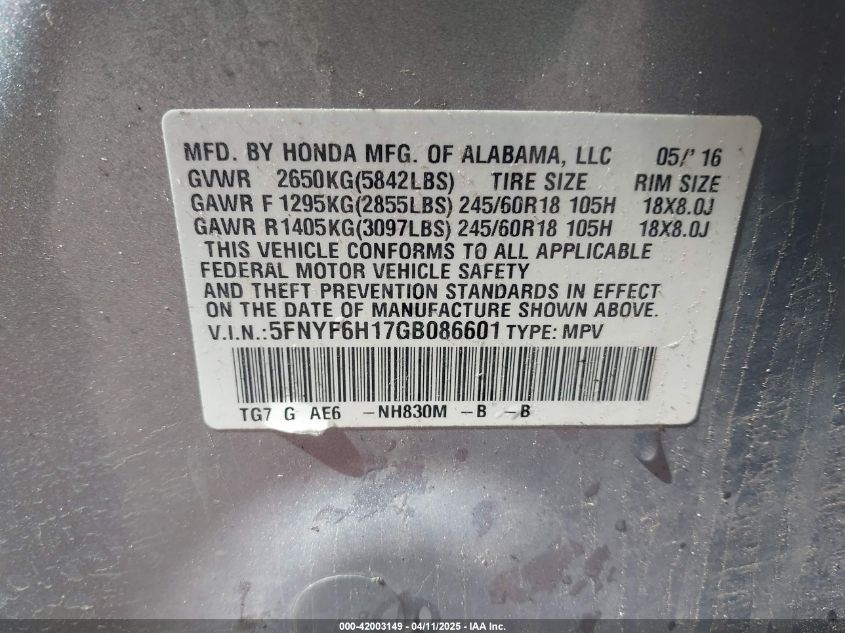 MFD. BY HONDA MFG. OF ALABAMA, LLC 05/'16
GVWR 2650KG(5842LBS) TIRE SIZE RIM SIZE
GAWR F 1295KG(2855LBS) 245/60R18 105H 18X8.0J
GAWR R1405KG(3097LBS) 245/60R18 105H 18X8.0J
THIS VEHICLE CONFORMS TO ALL APPLICABLE
FEDERAL MOTOR VEHICLE SAFETY
AND THEFT PREVENTION STANDARDS IN EFFECT
ON THE DATE OF MANUFACTURE SHOWN ABOVE.
V.I.N.:5FNYF6H17GB086601 TYPE: MPV
TG7 G AE6 -NH830M -B -B
000-42003149 - 04/11/2025 - IAA Inc.